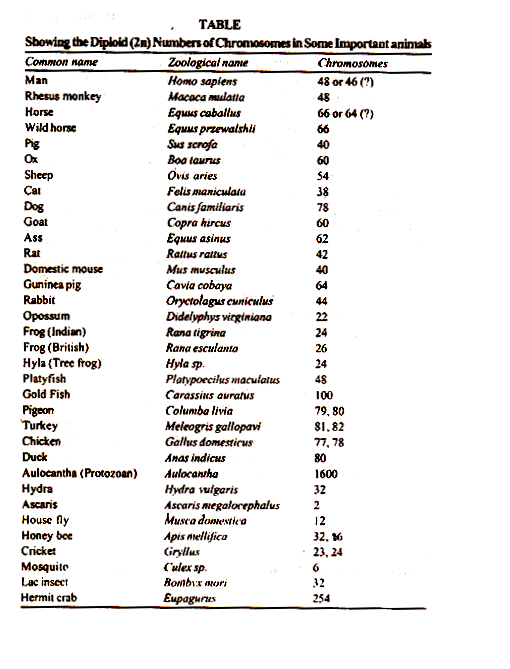 TABLE
Showing the Diploid (2n) Numbers of Chromosomes in Some Important animals
Common name Zoological name Chromosomes
Man Homo sapiens 48 or 46 (?)
Rhesus monkey Macaca mulatta 48
Horse Equus caballus 66 or 64 (?)
Wild horse Equus przewalshii 66
Pig Sus scrofa 40
Ox Boa taurus 60
Sheep Ovis aries 54
Cat Felis maniculata 38
Dog Canis familiaris 78
Goat Copra hircus 60
Ass Equus asinus 62
Rat Rattus rattus 42
Domestic mouse Mus musculus 40
Guninea pig Cavia cobaya 64
Rabbit Oryctolagus cuniculus 44
Opossum Didelyphys virginiana 22
Frog (Indian) Rana tigrina 24
Frog (British) Rana esculanta 26
Hyla (Tree frog) Hyla sp. 24
Platyfish Platypoecilus maculatus 48
Gold Fish Carassius auratus 100
Pigeon Columba livia 79, 80
Turkey Meleogris gallopavi 81, 82
Chicken Gallus domesticus 77, 78
Duck Anas indicus 80
Aulocantha (Protozoan) Aulocantha 1600
Hydra Hydra vulgaris 32
Ascaris Ascaris megalocephalus 2
House fly Musca domestica 12
Honey bee Apis mellifica 32, 16
Cricket Gryllus 23, 24
Mosquito Culex sp. 6
Lac insect Bombyx mori 32
Hermit crab Eupagurus 254